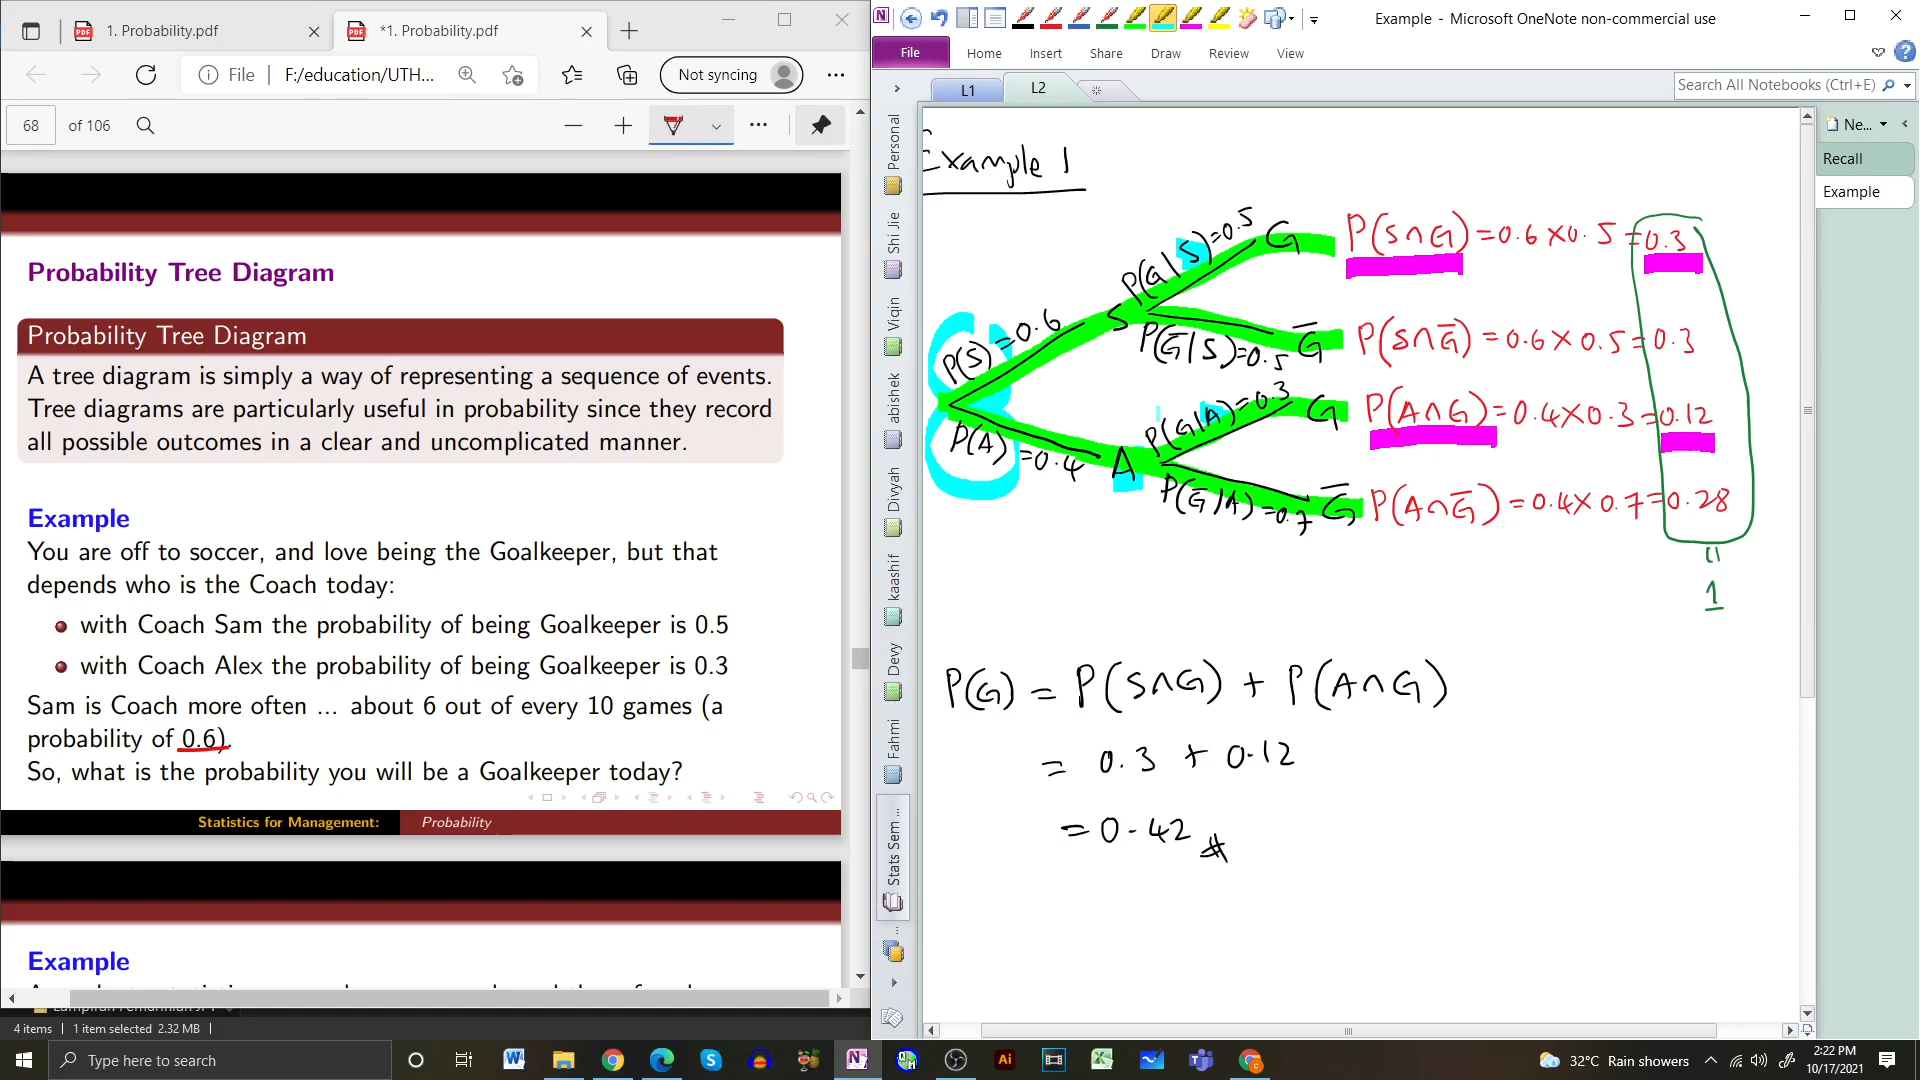 1. Probability.pdf
*1. Probability.pdf
File
F:/education/UTH...
Not syncing
68 of 106
Probability Tree Diagram
Probability Tree Diagram
A tree diagram is simply a way of representing a sequence of events.
Tree diagrams are particularly useful in probability since they record
all possible outcomes in a clear and uncomplicated manner.
Example
You are off to soccer, and love being the Goalkeeper, but that
depends who is the Coach today:
with Coach Sam the probability of being Goalkeeper is 0.5
with Coach Alex the probability of being Goalkeeper is 0.3
Sam is Coach more often ... about 6 out of every 10 games (a
probability of 0.6).
So, what is the probability you will be a Goalkeeper today?
Statistics for Management: Probability
Example
4 items 1 item selected 2.32 MB
Example - Microsoft OneNote non-commercial use
File Home Insert Share Draw Review View
L1 L2
Search All Notebooks (Ctrl+E)
Personal
Shi Jie
Viqin
abishek
Divyah
kaashif
Devy
Fahmi
Stats Sem ...
Ne...
Recall
Example
Example 1
P(S) = 0.6
S
P(G|S) = 0.5
G
P(S∩G) = 0.6 × 0.5 = 0.3
P(G̅|S) = 0.5
G̅
P(S∩G̅) = 0.6 × 0.5 = 0.3
P(A) = 0.4
A
P(G|A) = 0.3
G
P(A∩G) = 0.4 × 0.3 = 0.12
P(G̅|A) = 0.7
G̅
P(A∩G̅) = 0.4 × 0.7 = 0.28
1
P(G) = P(S∩G) + P(A∩G)
= 0.3 + 0.12
= 0.42 #
Type here to search
32°C Rain showers
2:22 PM
10/17/2021